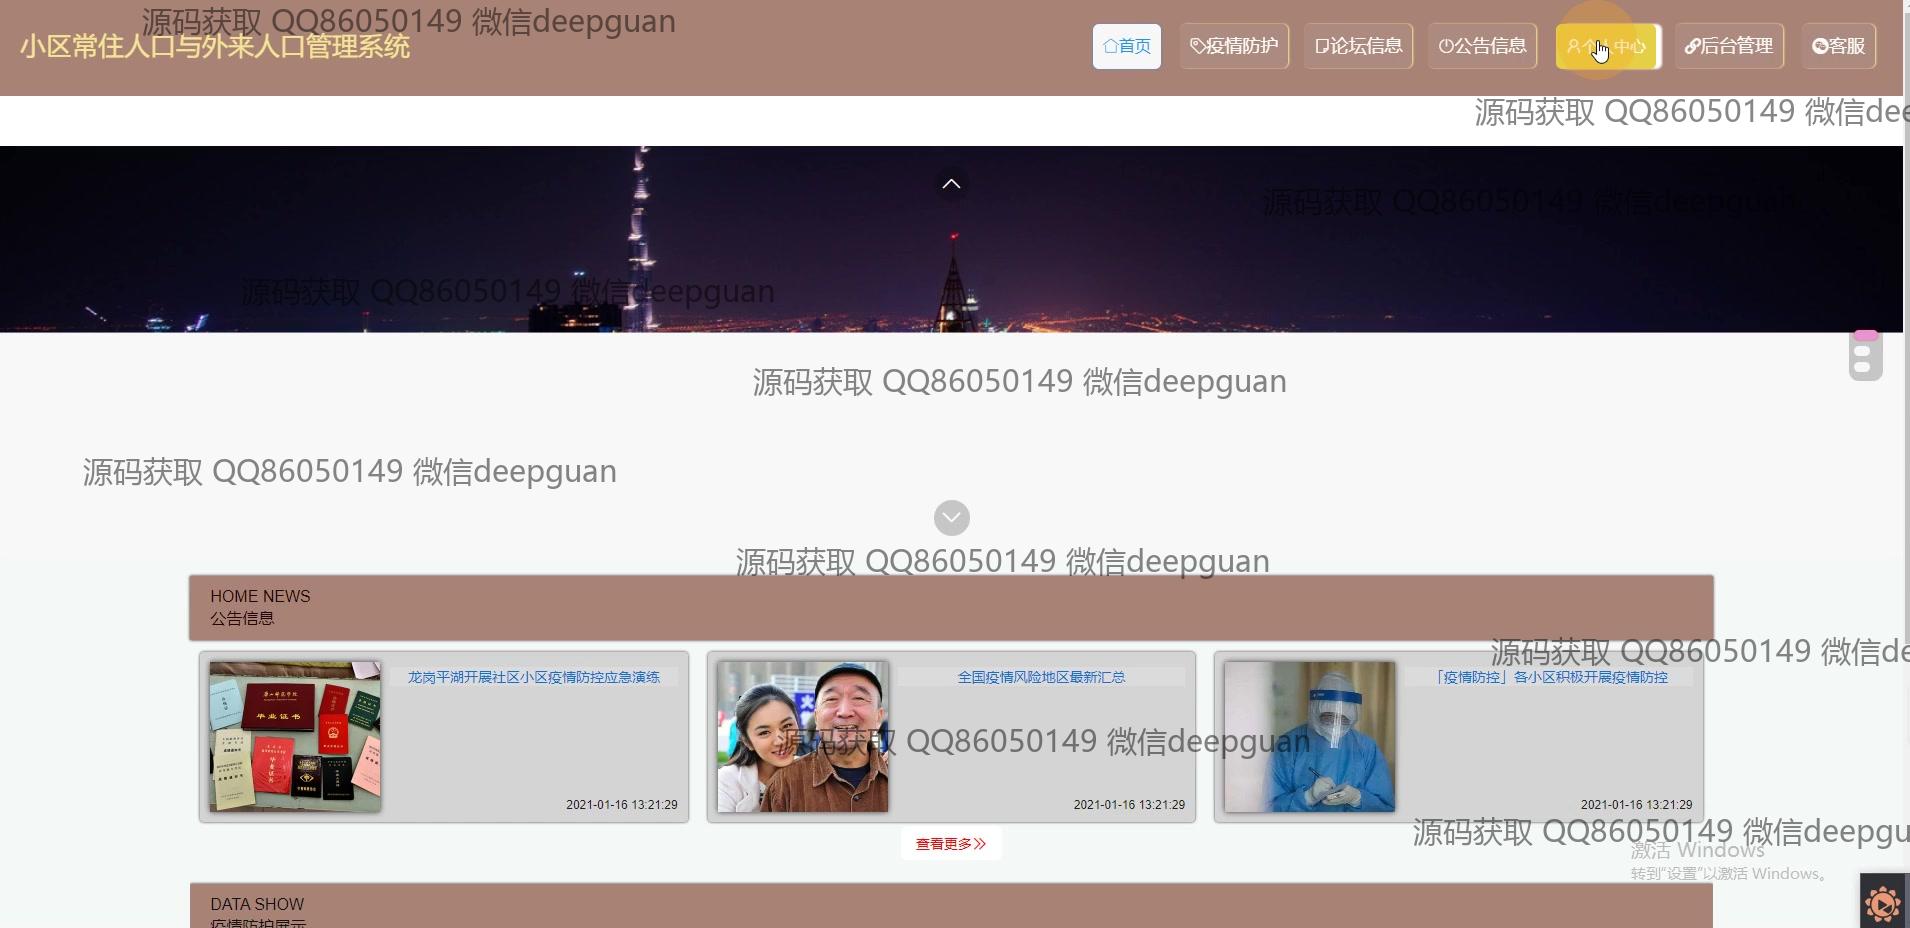 源码获取 QQ86050149 微信deepguan
小区常住人口与外来人口管理系统
首页
疫情防护
论坛信息
公告信息
个人中心
后台管理
客服
源码获取 QQ86050149 微信dee
源码获取 QQ86050149 微信deepguan
源码获取 QQ86050149 微信deepguan
源码获取 QQ86050149 微信deepguan
源码获取 QQ86050149 微信deepguan
源码获取 QQ86050149 微信deepguan
HOME NEWS
公告信息
源码获取 QQ86050149 微信de
龙岗平湖开展社区小区疫情防控应急演练
全国疫情风险地区最新汇总
「疫情防控」各小区积极开展疫情防控
毕业证书
源码获取 QQ86050149 微信deepguan
2021-01-16 13:21:29
2021-01-16 13:21:29
2021-01-16 13:21:29
源码获取 QQ86050149 微信deepgu
查看更多
激活 Windows
转到“设置”以激活 Windows。
DATA SHOW
疫情防护展示